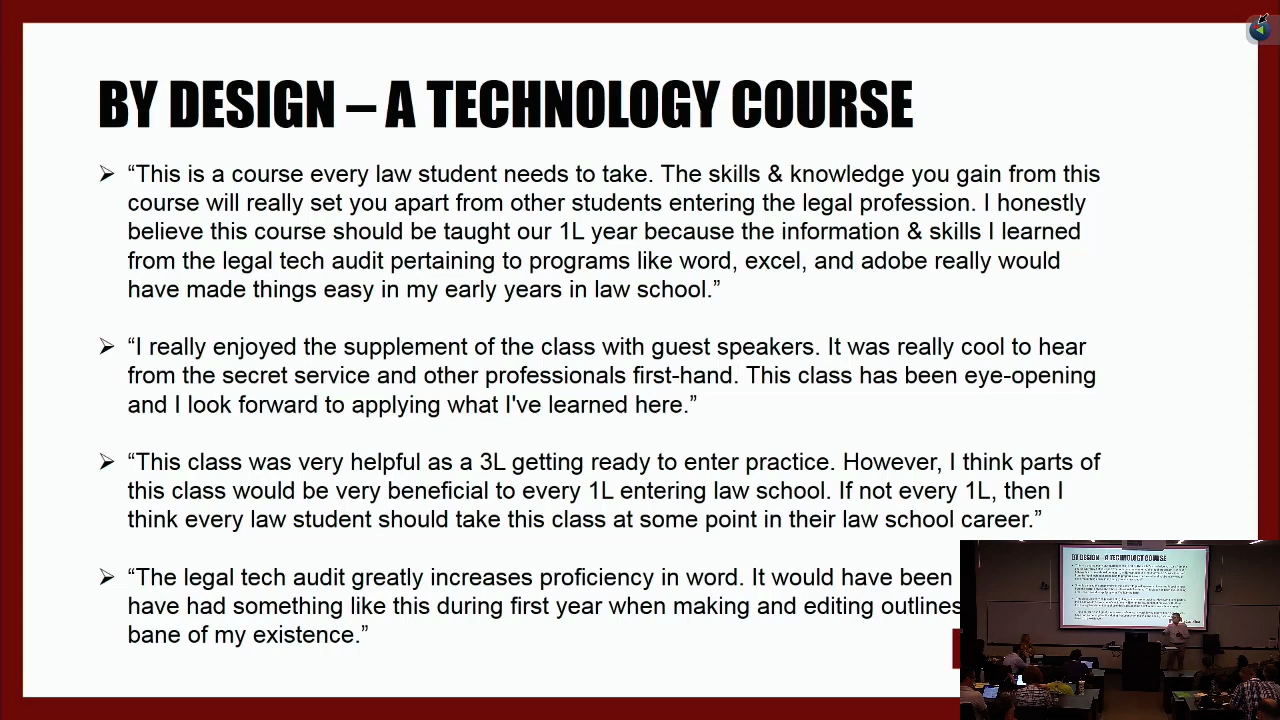 BY DESIGN – A TECHNOLOGY COURSE
➢ “This is a course every law student needs to take. The skills & knowledge you gain from this
course will really set you apart from other students entering the legal profession. I honestly
believe this course should be taught our 1L year because the information & skills I learned
from the legal tech audit pertaining to programs like word, excel, and adobe really would
have made things easy in my early years in law school.”
➢ “I really enjoyed the supplement of the class with guest speakers. It was really cool to hear
from the secret service and other professionals first-hand. This class has been eye-opening
and I look forward to applying what I've learned here.”
➢ “This class was very helpful as a 3L getting ready to enter practice. However, I think parts of
this class would be very beneficial to every 1L entering law school. If not every 1L, then I
think every law student should take this class at some point in their law school career.”
➢ “The legal tech audit greatly increases proficiency in word. It would have been
have had something like this during first year when making and editing outlines
bane of my existence.”
BY DESIGN – A TECHNOLOGY COURSE